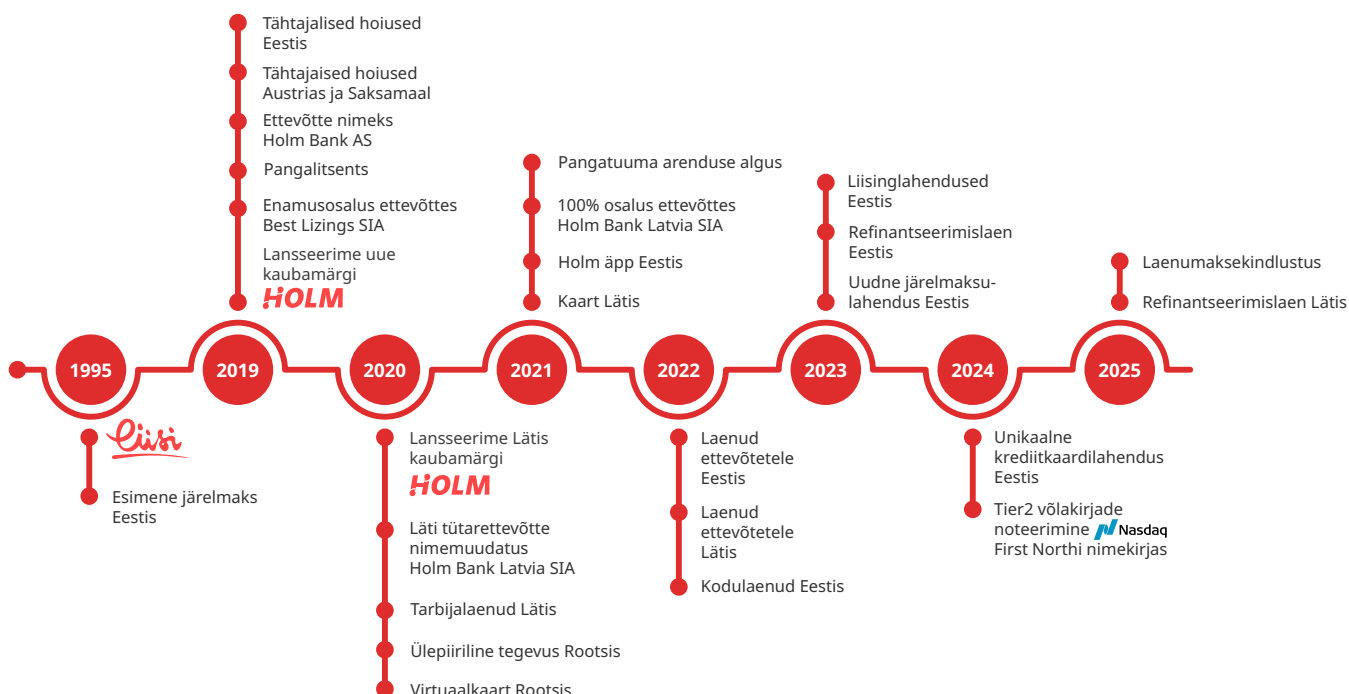 Tähtajalised hoiused
Eestis
Tähtajaised hoiused
Austrias ja Saksamaal
Ettevõtte nimeks
Holm Bank AS
Pangalitsents
Enamusosalus ettevõttes
Best Lizings SIA
Lansseerime uue
kaubamärgi
HOLM
Pangatuuma arenduse algus
100% osalus ettevõttes
Holm Bank Latvia SIA
Holm äpp Eestis
Kaart Lätis
Liisinglahendused
Eestis
Refinantseerimislaen
Eestis
Uudne järelmaksu-
lahendus Eestis
Laenumaksekindlustus
Refinantseerimislaen Lätis
1995
2019
2020
2021
2022
2023
2024
2025
Liisi
Esimene järelmaks
Eestis
Lansseerime Lätis
kaubamärgi
HOLM
Läti tütarettevõtte
nimemuudatus
Holm Bank Latvia SIA
Tarbijalaenud Lätis
Ülepiiriline tegevus Rootsis
Virtuaalkaart Rootsis
Laenud
ettevõtetele
Eestis
Laenud
ettevõtetele
Lätis
Kodulaenud Eestis
Unikaalne
krediitkaardilahendus
Eestis
Tier2 võlakirjade
noteerimine Nasdaq
First Northi nimekirjas